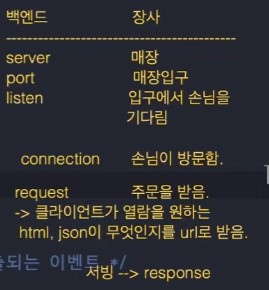 백엔드 장사
-------------------------------------------
server 매장
port 매장입구
listen 입구에서 손님을
기다림
connection 손님이 방문함.
request 주문을 받음.
-> 클라이언트가 열람을 원하는
html, json이 무엇인지를 url로 받음.
되는 이벤트 */
서빙 --> response